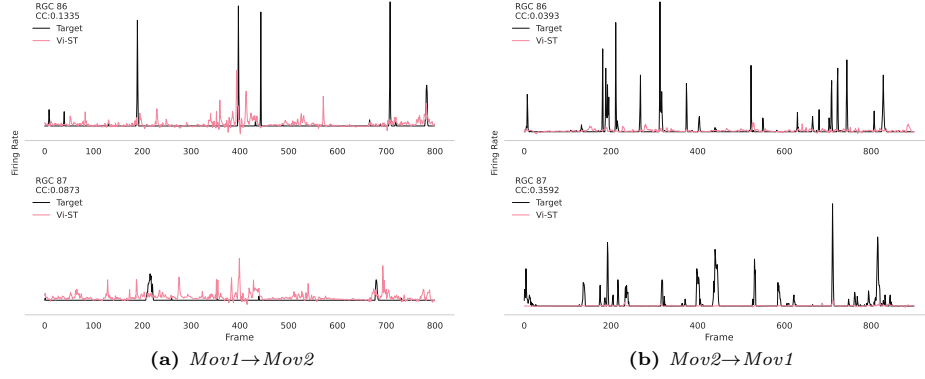 RGC 86
CC:0.1335
Target
Vi-ST
0 100 200 300 400 500 600 700 800
RGC 87
CC:0.0873
Target
Vi-ST
0 100 200 300 400 500 600 700 800
Firing Rate
Frame
(a) Mov1→Mov2
RGC 86
CC:0.0393
Target
Vi-ST
0 200 400 600 800
RGC 87
CC:0.3592
Target
Vi-ST
0 200 400 600 800
Firing Rate
Frame
(b) Mov2→Mov1